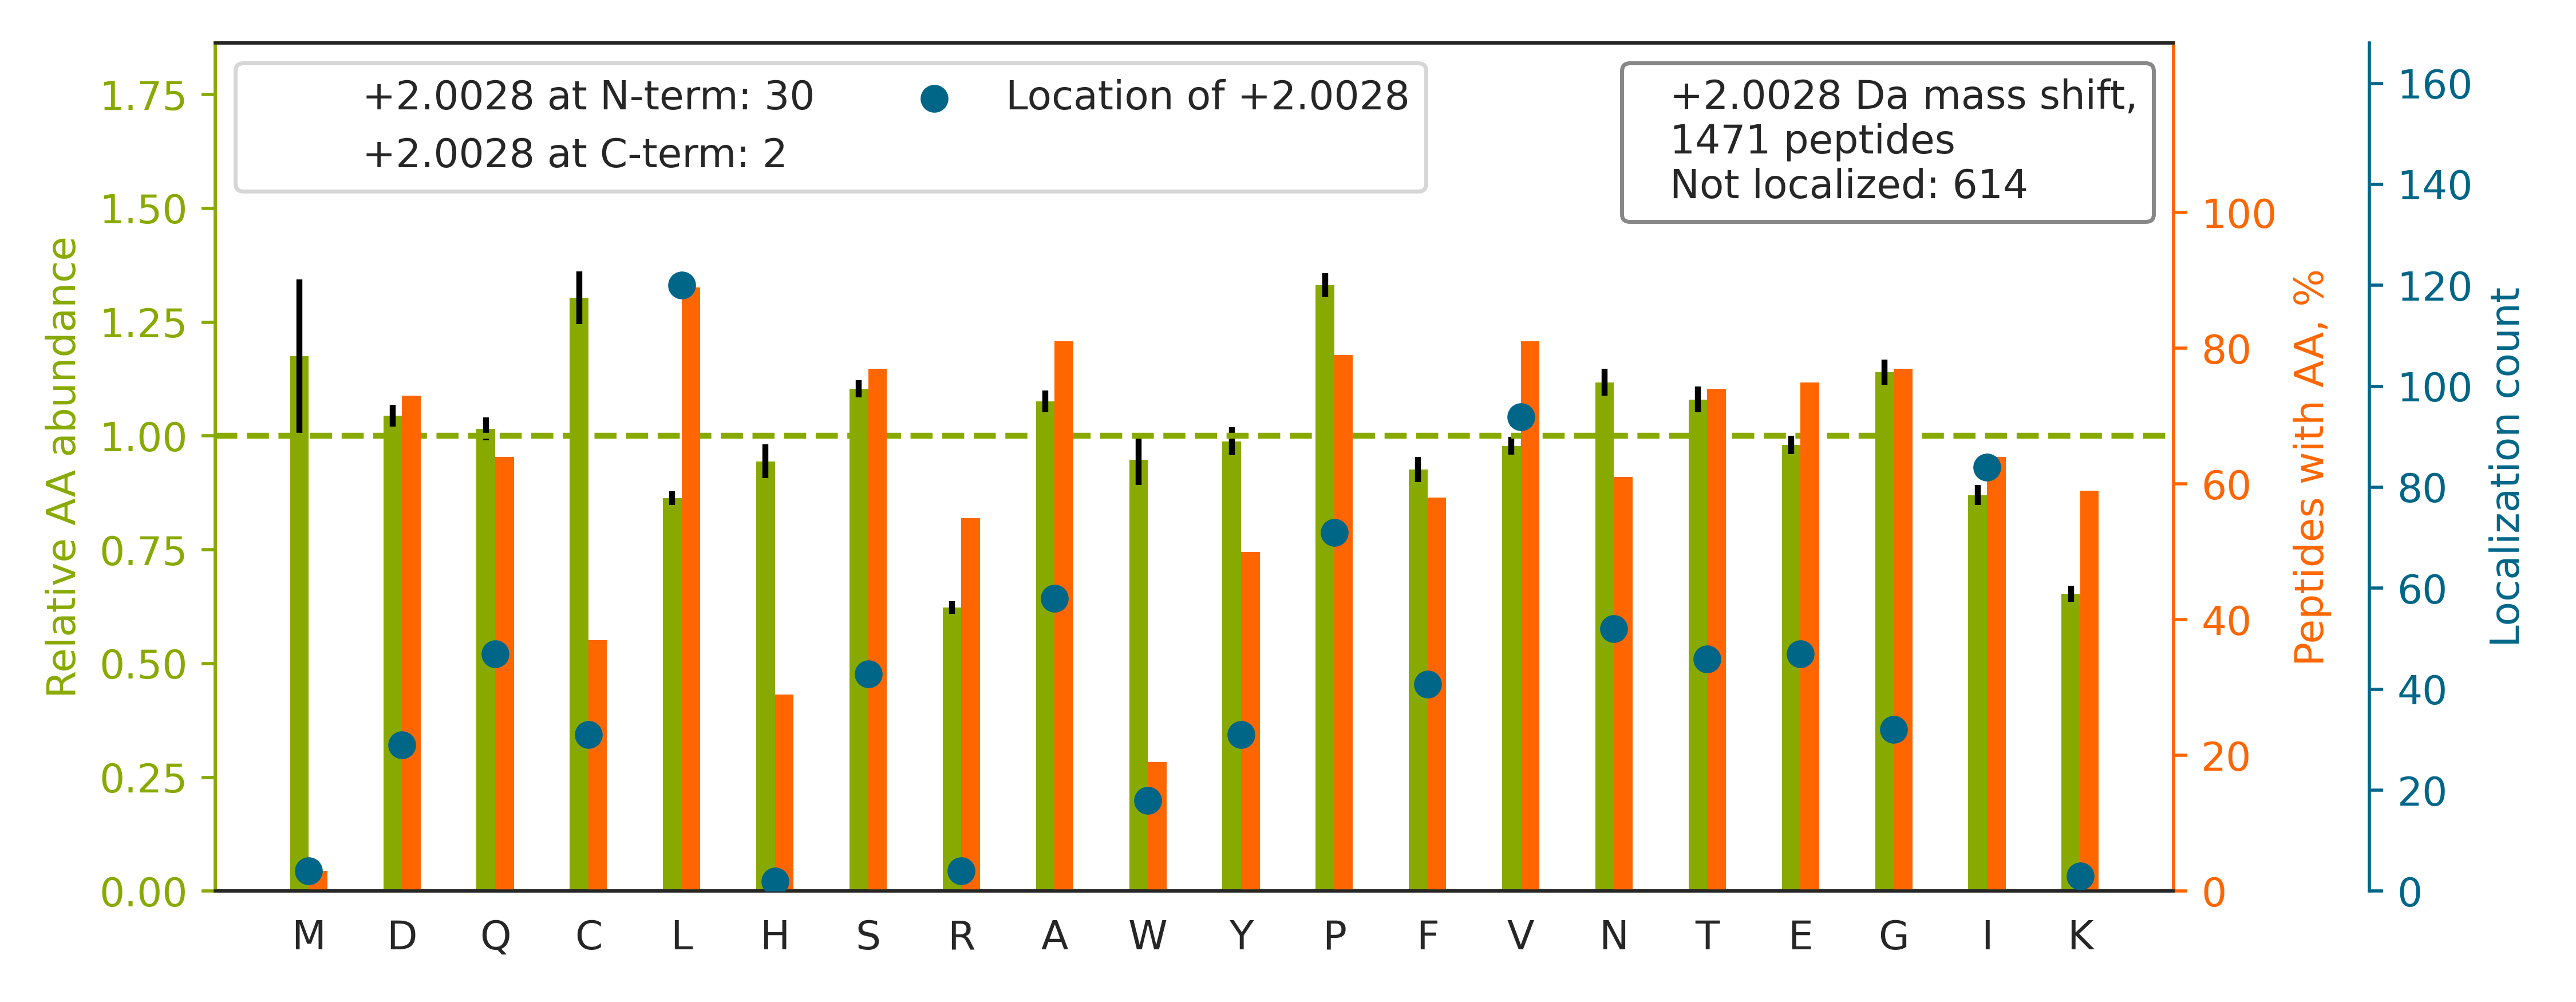 +2.0028 at N-term: 30
+2.0028 at C-term: 2
Location of +2.0028
+2.0028 Da mass shift,
1471 peptides
Not localized: 614
Relative AA abundance
1.75
1.50
1.25
1.00
0.75
0.50
0.25
0.00
M D Q C L H S R A W Y P F V N T E G I K
100
80
60
40
20
0
Peptides with AA, %
160
140
120
100
80
60
40
20
0
Localization count